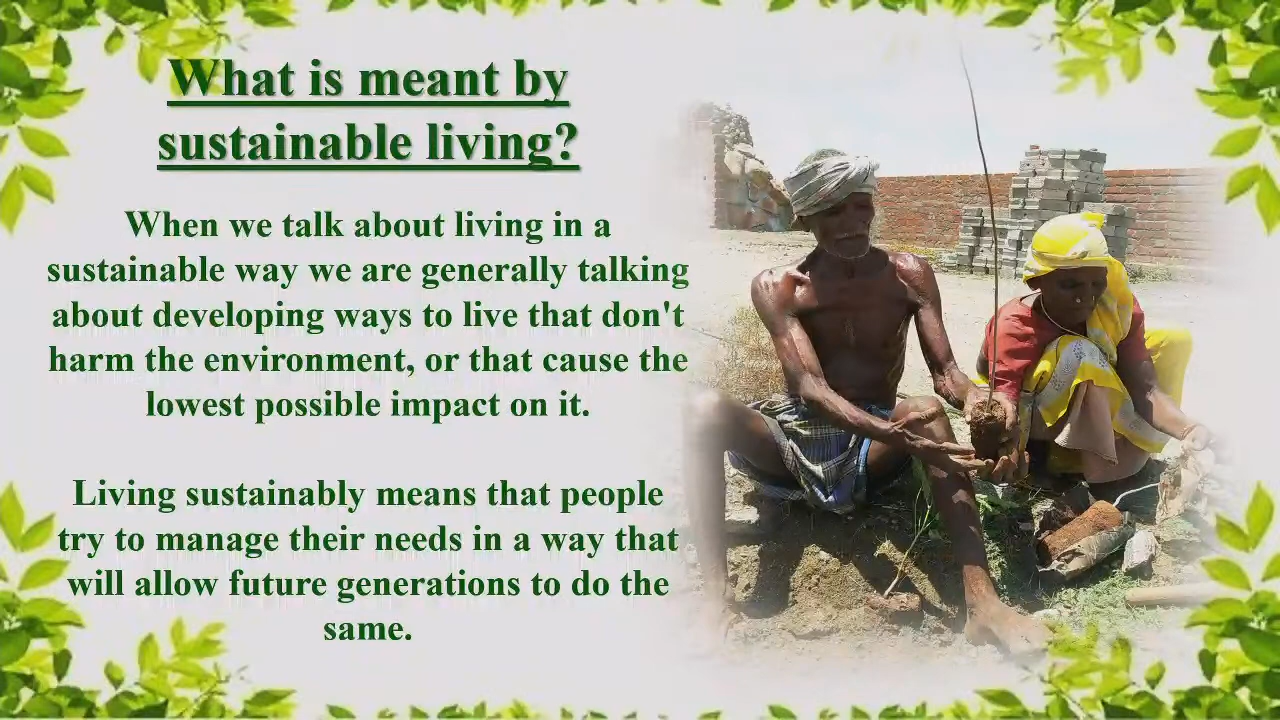 What is meant by
sustainable living?
When we talk about living in a
sustainable way we are generally talking
about developing ways to live that don't
harm the environment, or that cause the
lowest possible impact on it.
Living sustainably means that people
try to manage their needs in a way that
will allow future generations to do the
same.